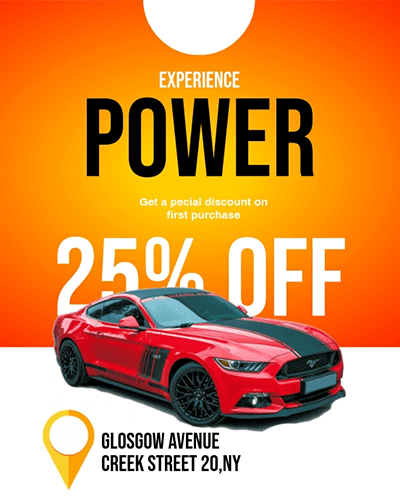 EXPERIENCE
POWER
Get a pecial discount on
first purchase
25% OFF
GLOSGOW AVENUE
CREEK STREET 20,NY